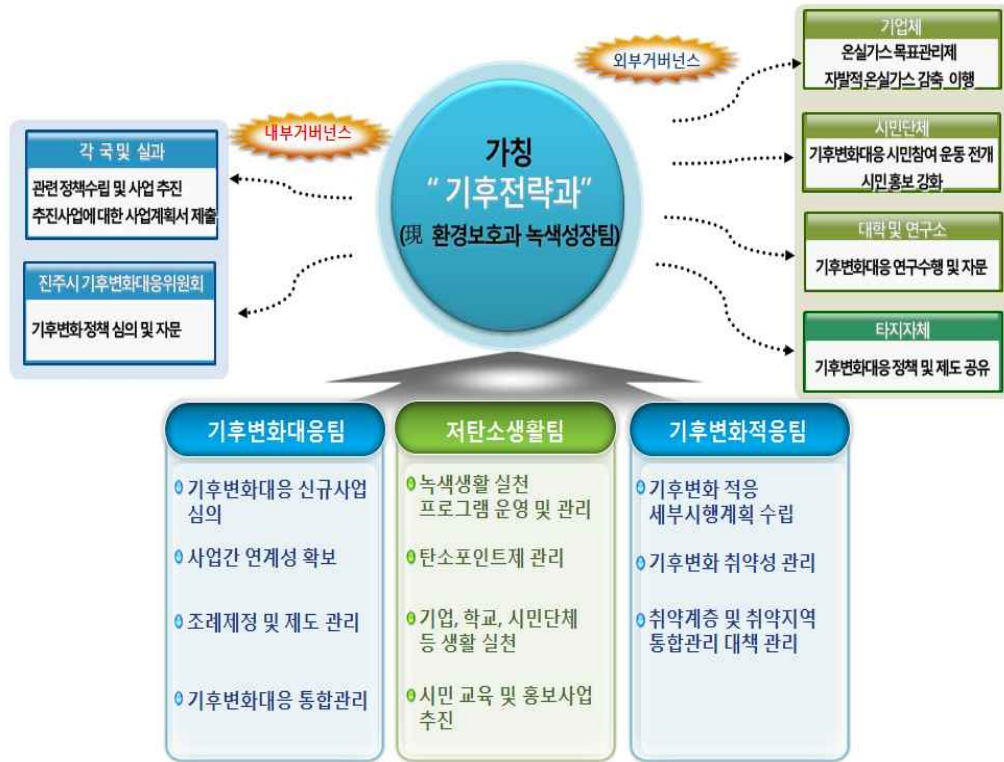 외부거버넌스
기업체
온실가스 목표관리제
자발적 온실가스 감축 이행
시민단체
기후변화대응 시민참여 운동 전개
시민 홍보 강화
대학 및 연구소
기후변화대응 연구수행 및 자문
타지자체
기후변화대응 정책 및 제도 공유
내부거버넌스
각 국 및 실과
관련 정책수립 및 사업 추진
추진사업에 대한 사업계획서 제출
진주시 기후변화대응위원회
기후변화 정책 심의 및 자문
가칭
“ 기후전략과”
(現 환경보호과 녹색성장팀)
기후변화대응팀
기후변화대응 신규사업
심의
사업간 연계성 확보
조례제정 및 제도 관리
기후변화대응 통합관리
저탄소생활팀
녹색생활 실천
프로그램 운영 및 관리
탄소포인트제 관리
기업, 학교, 시민단체
등 생활 실천
시민 교육 및 홍보사업
추진
기후변화적응팀
기후변화 적응
세부시행계획 수립
기후변화 취약성 관리
취약계층 및 취약지역
통합관리 대책 관리